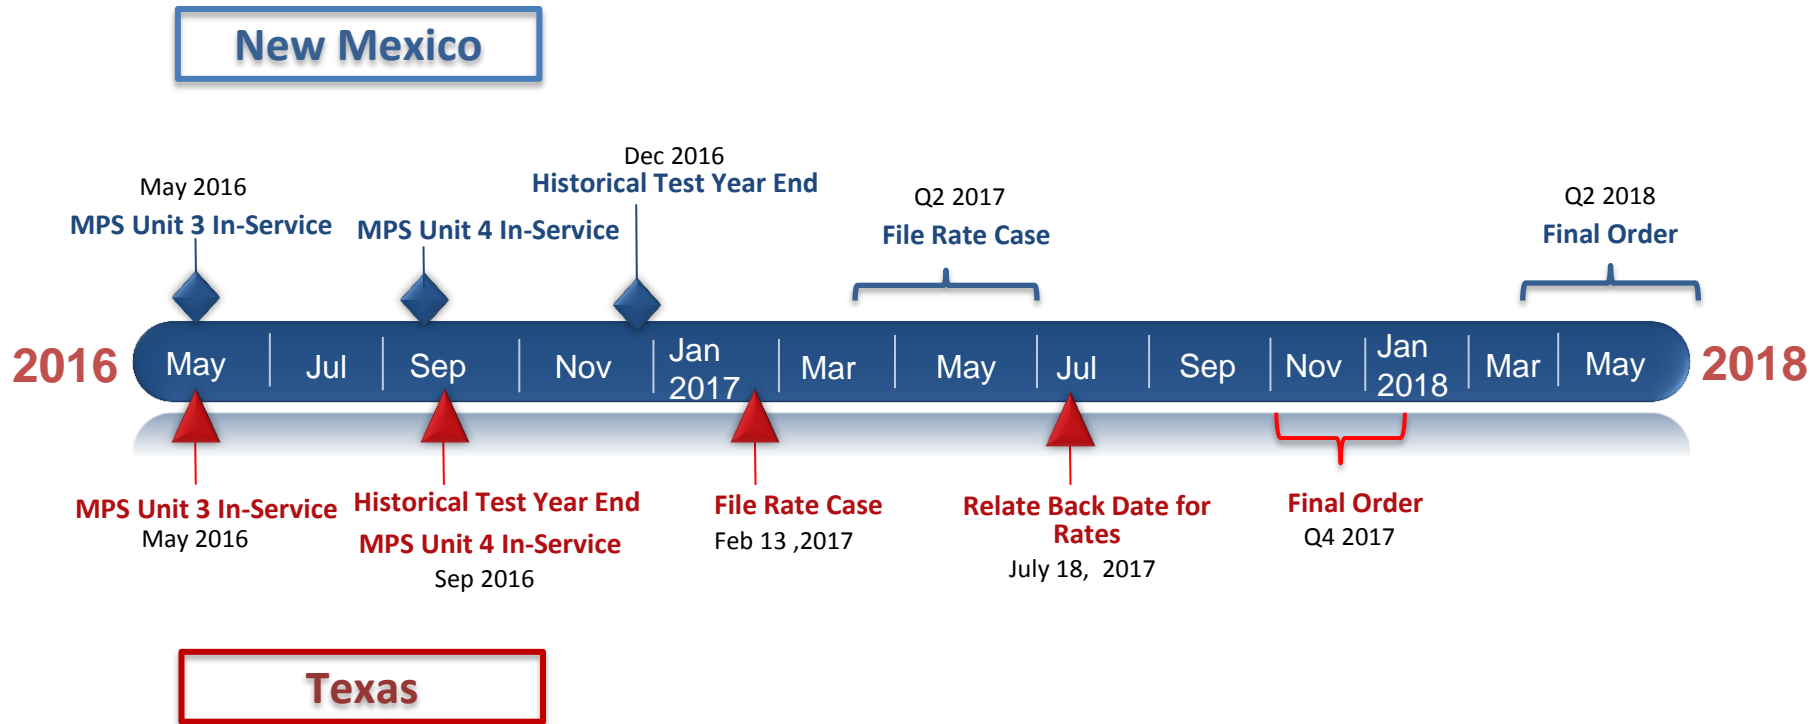 New Mexico
Dec 2016
Historical Test Year End
May 2016
MPS Unit 3 In-Service
MPS Unit 4 In-Service
Q2 2017
File Rate Case
Q2 2018
Final Order
2016
May
Jul
Sep
Nov
Jan
2017
Mar
May
Jul
Sep
Nov
Jan
2018
Mar
May
2018
MPS Unit 3 In-Service
May 2016
Historical Test Year End
MPS Unit 4 In-Service
Sep 2016
File Rate Case
Feb 13 ,2017
Relate Back Date for
Rates
July 18, 2017
Final Order
Q4 2017
Texas